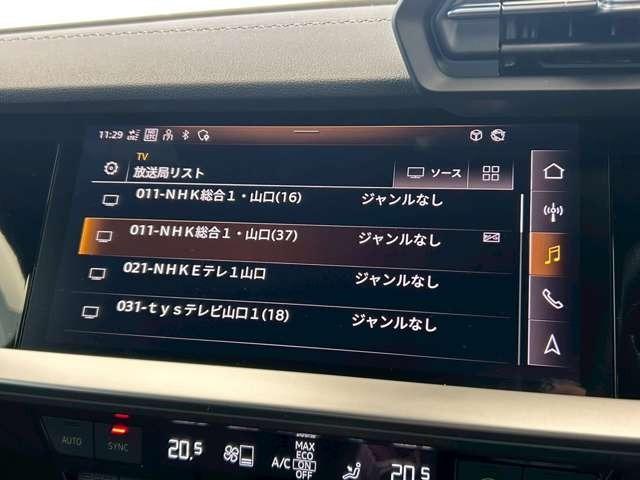 11:29
TV
放送局リスト
ソース
011-NHK総合1・山口(16) ジャンルなし
011-NHK総合1・山口(37) ジャンルなし
021-NHKEテレ1山口 ジャンルなし
031-tysテレビ山口1(18) ジャンルなし
AUTO
SYNC
20.5
A/C
MAX
ECO
ON
OFF
20.5